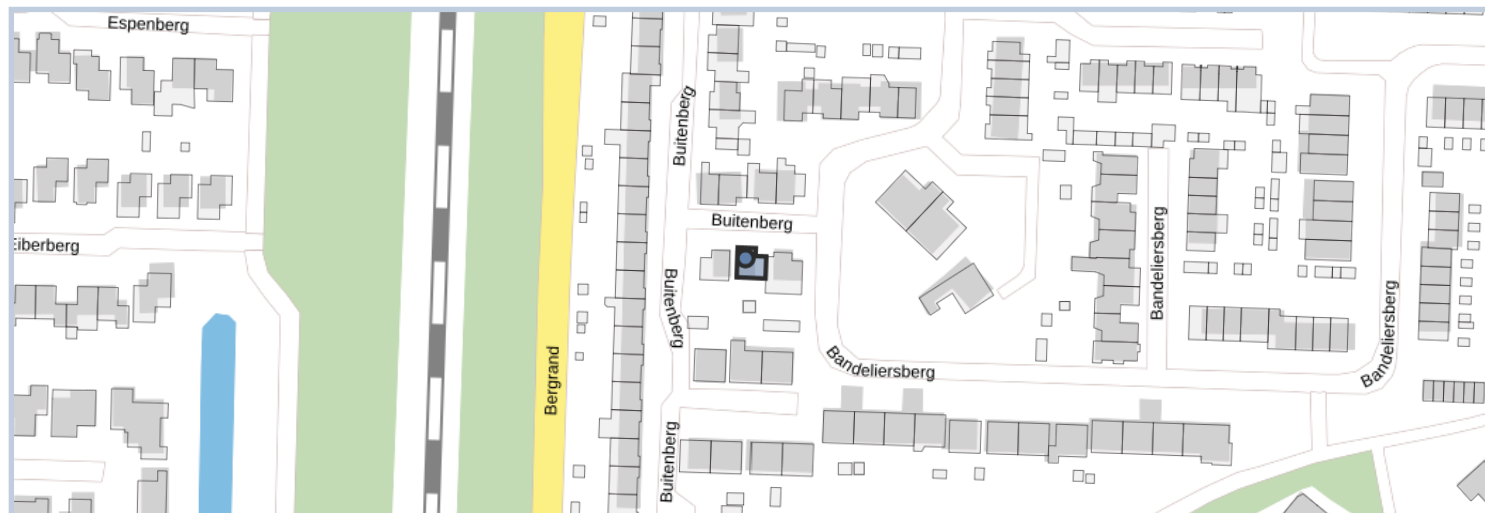 Espenberg
Buitenberg
Buitenberg
Bandeliersberg
Eiberberg
Buitenberg
Bandeliersberg
Bergrand
Bandeliersberg
Buitenberg